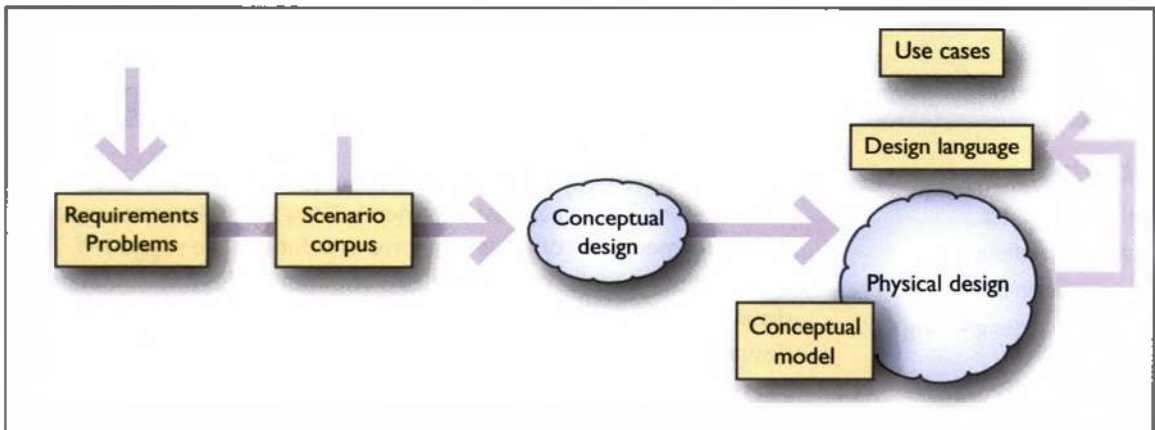 Use cases
Design language
Requirements
Problems
Scenario
corpus
Conceptual
design
Physical design
Conceptual
model